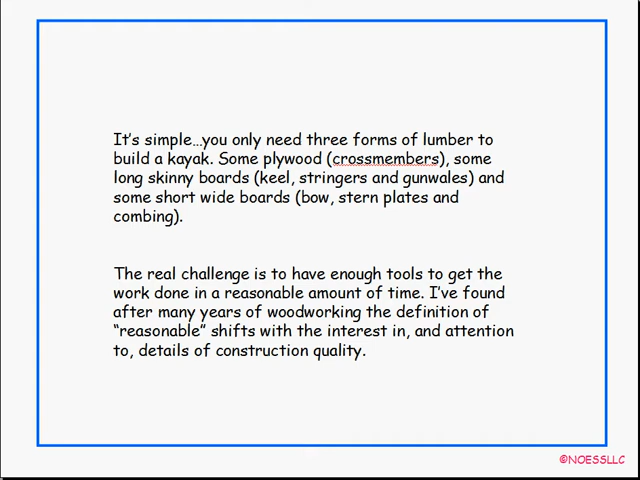 It's simple...you only need three forms of lumber to
build a kayak. Some plywood (crossmembers), some
long skinny boards (keel, stringers and gunwales) and
some short wide boards (bow, stern plates and
combing).
The real challenge is to have enough tools to get the
work done in a reasonable amount of time. I've found
after many years of woodworking the definition of
“reasonable” shifts with the interest in, and attention
to, details of construction quality.
©NOESSLLC